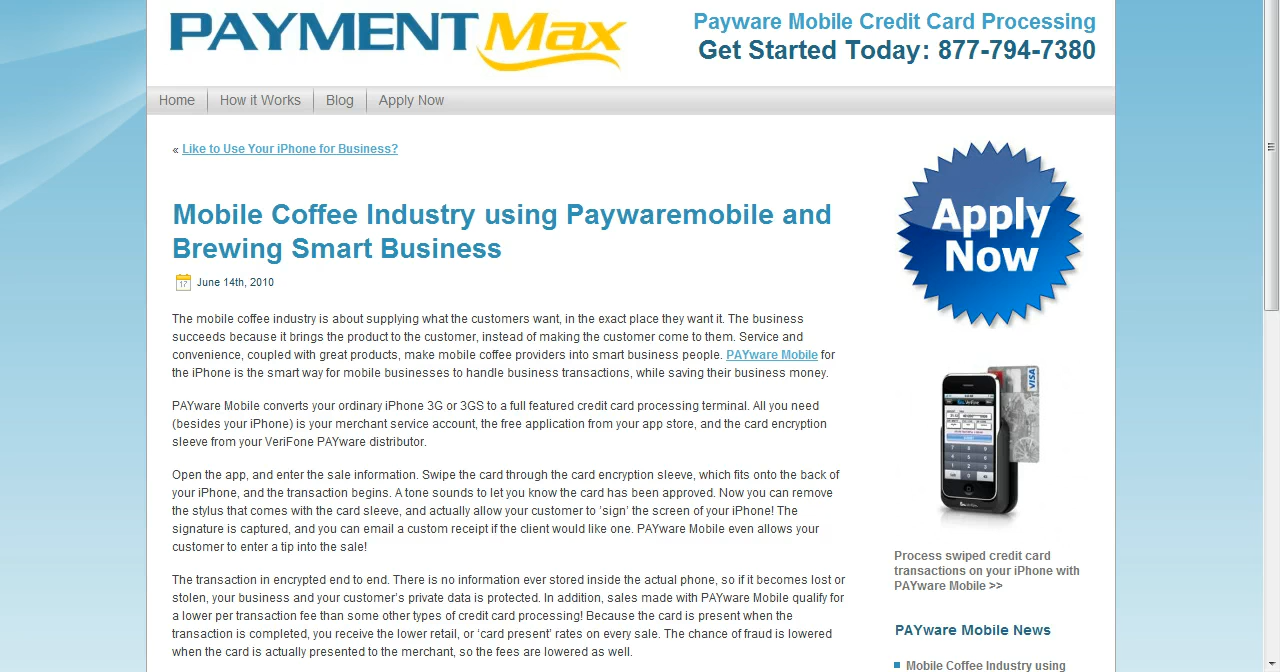 PAYMENT Max
Payware Mobile Credit Card Processing
Get Started Today: 877-794-7380
Home
How it Works
Blog
Apply Now
« Like to Use Your iPhone for Business?
Mobile Coffee Industry using Paywaremobile and
Brewing Smart Business
17
June 14th, 2010
The mobile coffee industry is about supplying what the customers want, in the exact place they want it. The business
succeeds because it brings the product to the customer, instead of making the customer come to them. Service and
convenience, coupled with great products, make mobile coffee providers into smart business people. PAYware Mobile for
the iPhone is the smart way for mobile businesses to handle business transactions, while saving their business money.
PAYware Mobile converts your ordinary iPhone 3G or 3GS to a full featured credit card processing terminal. All you need
(besides your iPhone) is your merchant service account, the free application from your app store, and the card encryption
sleeve from your VeriFone PAYware distributor.
Open the app, and enter the sale information. Swipe the card through the card encryption sleeve, which fits onto the back of
your iPhone, and the transaction begins. A tone sounds to let you know the card has been approved. Now you can remove
the stylus that comes with the card sleeve, and actually allow your customer to ’sign’ the screen of your iPhone! The
signature is captured, and you can email a custom receipt if the client would like one. PAYware Mobile even allows your
customer to enter a tip into the sale!
The transaction in encrypted end to end. There is no information ever stored inside the actual phone, so if it becomes lost or
stolen, your business and your customer’s private data is protected. In addition, sales made with PAYware Mobile qualify for
a lower per transaction fee than some other types of credit card processing! Because the card is present when the
transaction is completed, you receive the lower retail, or ‘card present’ rates on every sale. The chance of fraud is lowered
when the card is actually presented to the merchant, so the fees are lowered as well.
Apply
Now
VISA
Process swiped credit card
transactions on your iPhone with
PAYware Mobile >>
PAYware Mobile News
Mobile Coffee Industry using